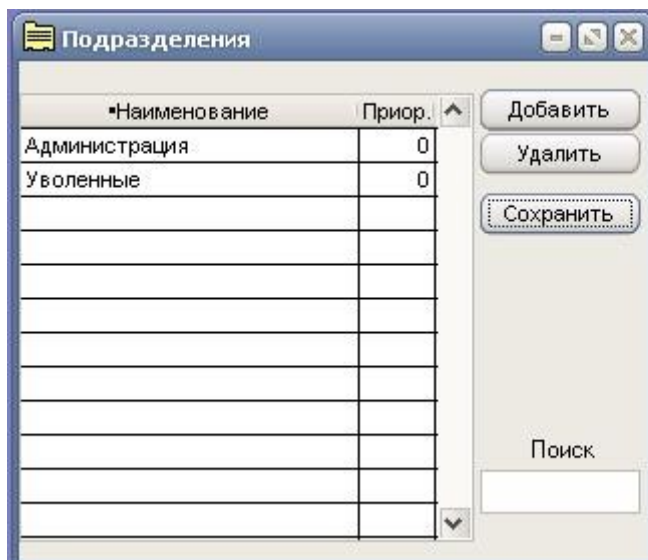 Подразделения
▪Наименование Приор.
Администрация 0
Уволенные 0
Добавить
Удалить
Сохранить
Поиск